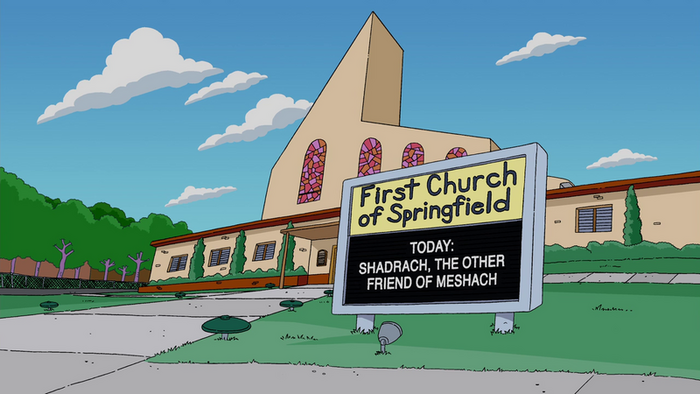 First Church
of Springfield
TODAY:
SHADRACH, THE OTHER
FRIEND OF MESHACH